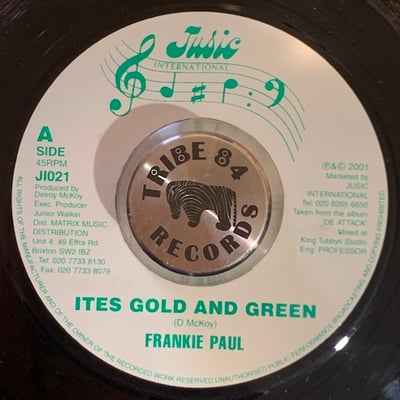 Jusic
INTERNATIONAL
A
SIDE
45RPM
JI021
Produced by
Delroy McKoy
Exec. Producer
Junior Walker
Dist. MATRIX MUSIC
DISTRIBUTION
Unit 4, 49 Effra Rd.
Brixton SW2 IBZ
Tel: 020 7733 8130
Fax: 020 7733 8079
TRIBE 84
RECORDS
℗&© 2001
Marketed by
JUSIC
INTERNATIONAL
Tel: 020 8265 6650
Taken from the album
'DE ATTACK'
Mixed at
King Tubbys Studio
Eng: PROFESSOR
ITES GOLD AND GREEN
(D McKoy)
FRANKIE PAUL
ALL RIGHTS OF THE MANUFACTURER AND OF THE OWNER OF THE RECORDED WORK RESERVED UNAUTHORISED PUBLIC PERFORMANCE BROADCASTING AND COPYING PROHIBITED.